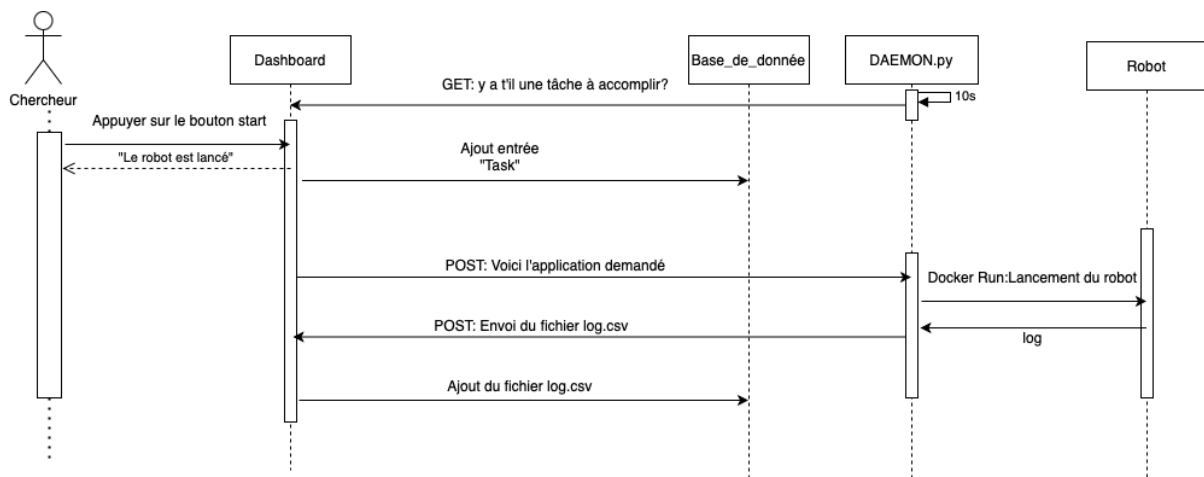 Dashboard
Base_de_donnée
DAEMON.py
Robot
Chercheur
GET: y a t'il une tâche à accomplir?
10s
Appuyer sur le bouton start
"Le robot est lancé"
Ajout entrée
"Task"
POST: Voici l'application demandé
Docker Run:Lancement du robot
POST: Envoi du fichier log.csv
log
Ajout du fichier log.csv